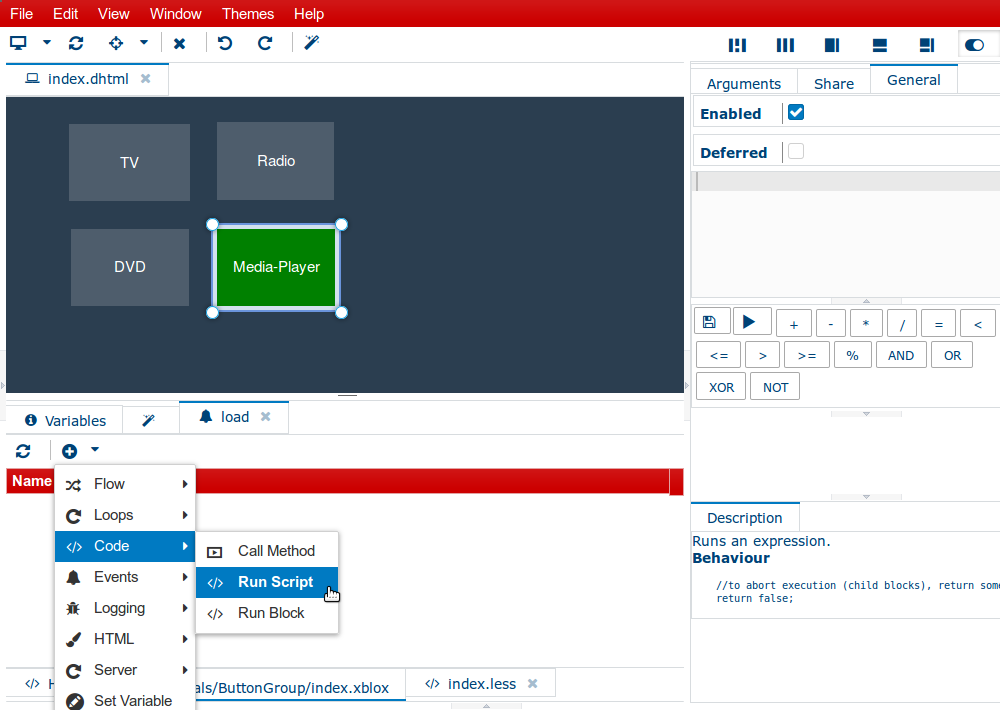 File Edit View Window Themes Help
index.dhtml
Arguments Share General
Enabled
Deferred
TV Radio
DVD Media-Player
+ - * / = <
<= > >= % AND OR
XOR NOT
Variables load
Name
Flow
Loops
Code
Events
Logging
HTML
Server
Set Variable
Call Method
Run Script
Run Block
Description
Runs an expression.
Behaviour
//to abort execution (child blocks), return som
return false;
als/ButtonGroup/index.xblox index.less